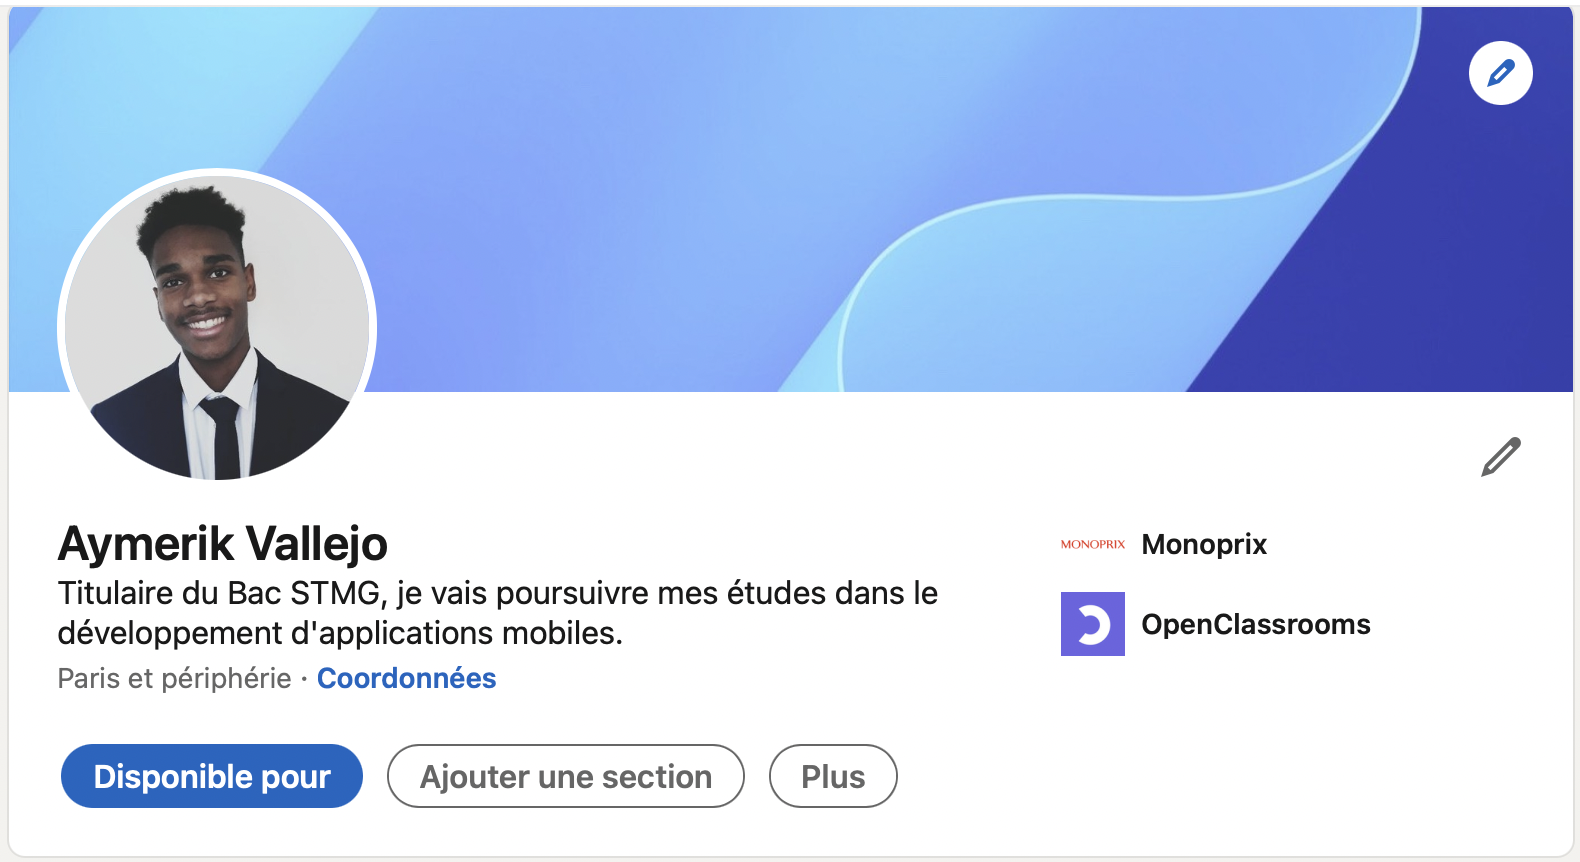 Aymerik Vallejo
Titulaire du Bac STMG, je vais poursuivre mes études dans le
développement d'applications mobiles.
Paris et périphérie · Coordonnées
Disponible pour
Ajouter une section
Plus
MONOPRIX
Monoprix
OpenClassrooms